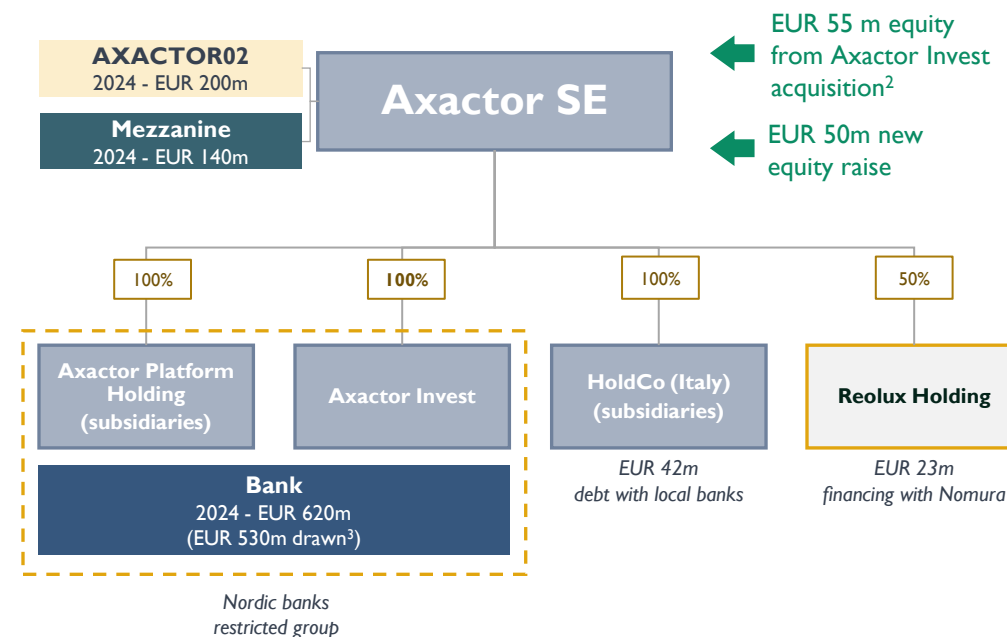 AXACTOR02
2024 - EUR 200m
Mezzanine
2024 - EUR 140m
Axactor SE
EUR 55 m equity
from Axactor Invest
acquisition²
EUR 50m new
equity raise
100%
100%
100%
50%
Axactor Platform
Holding
(subsidiaries)
Axactor Invest
HoldCo (Italy)
(subsidiaries)
Reolux Holding
EUR 42m
debt with local banks
EUR 23m
financing with Nomura
Bank
2024 - EUR 620m
(EUR 530m drawn³)
Nordic banks
restricted group